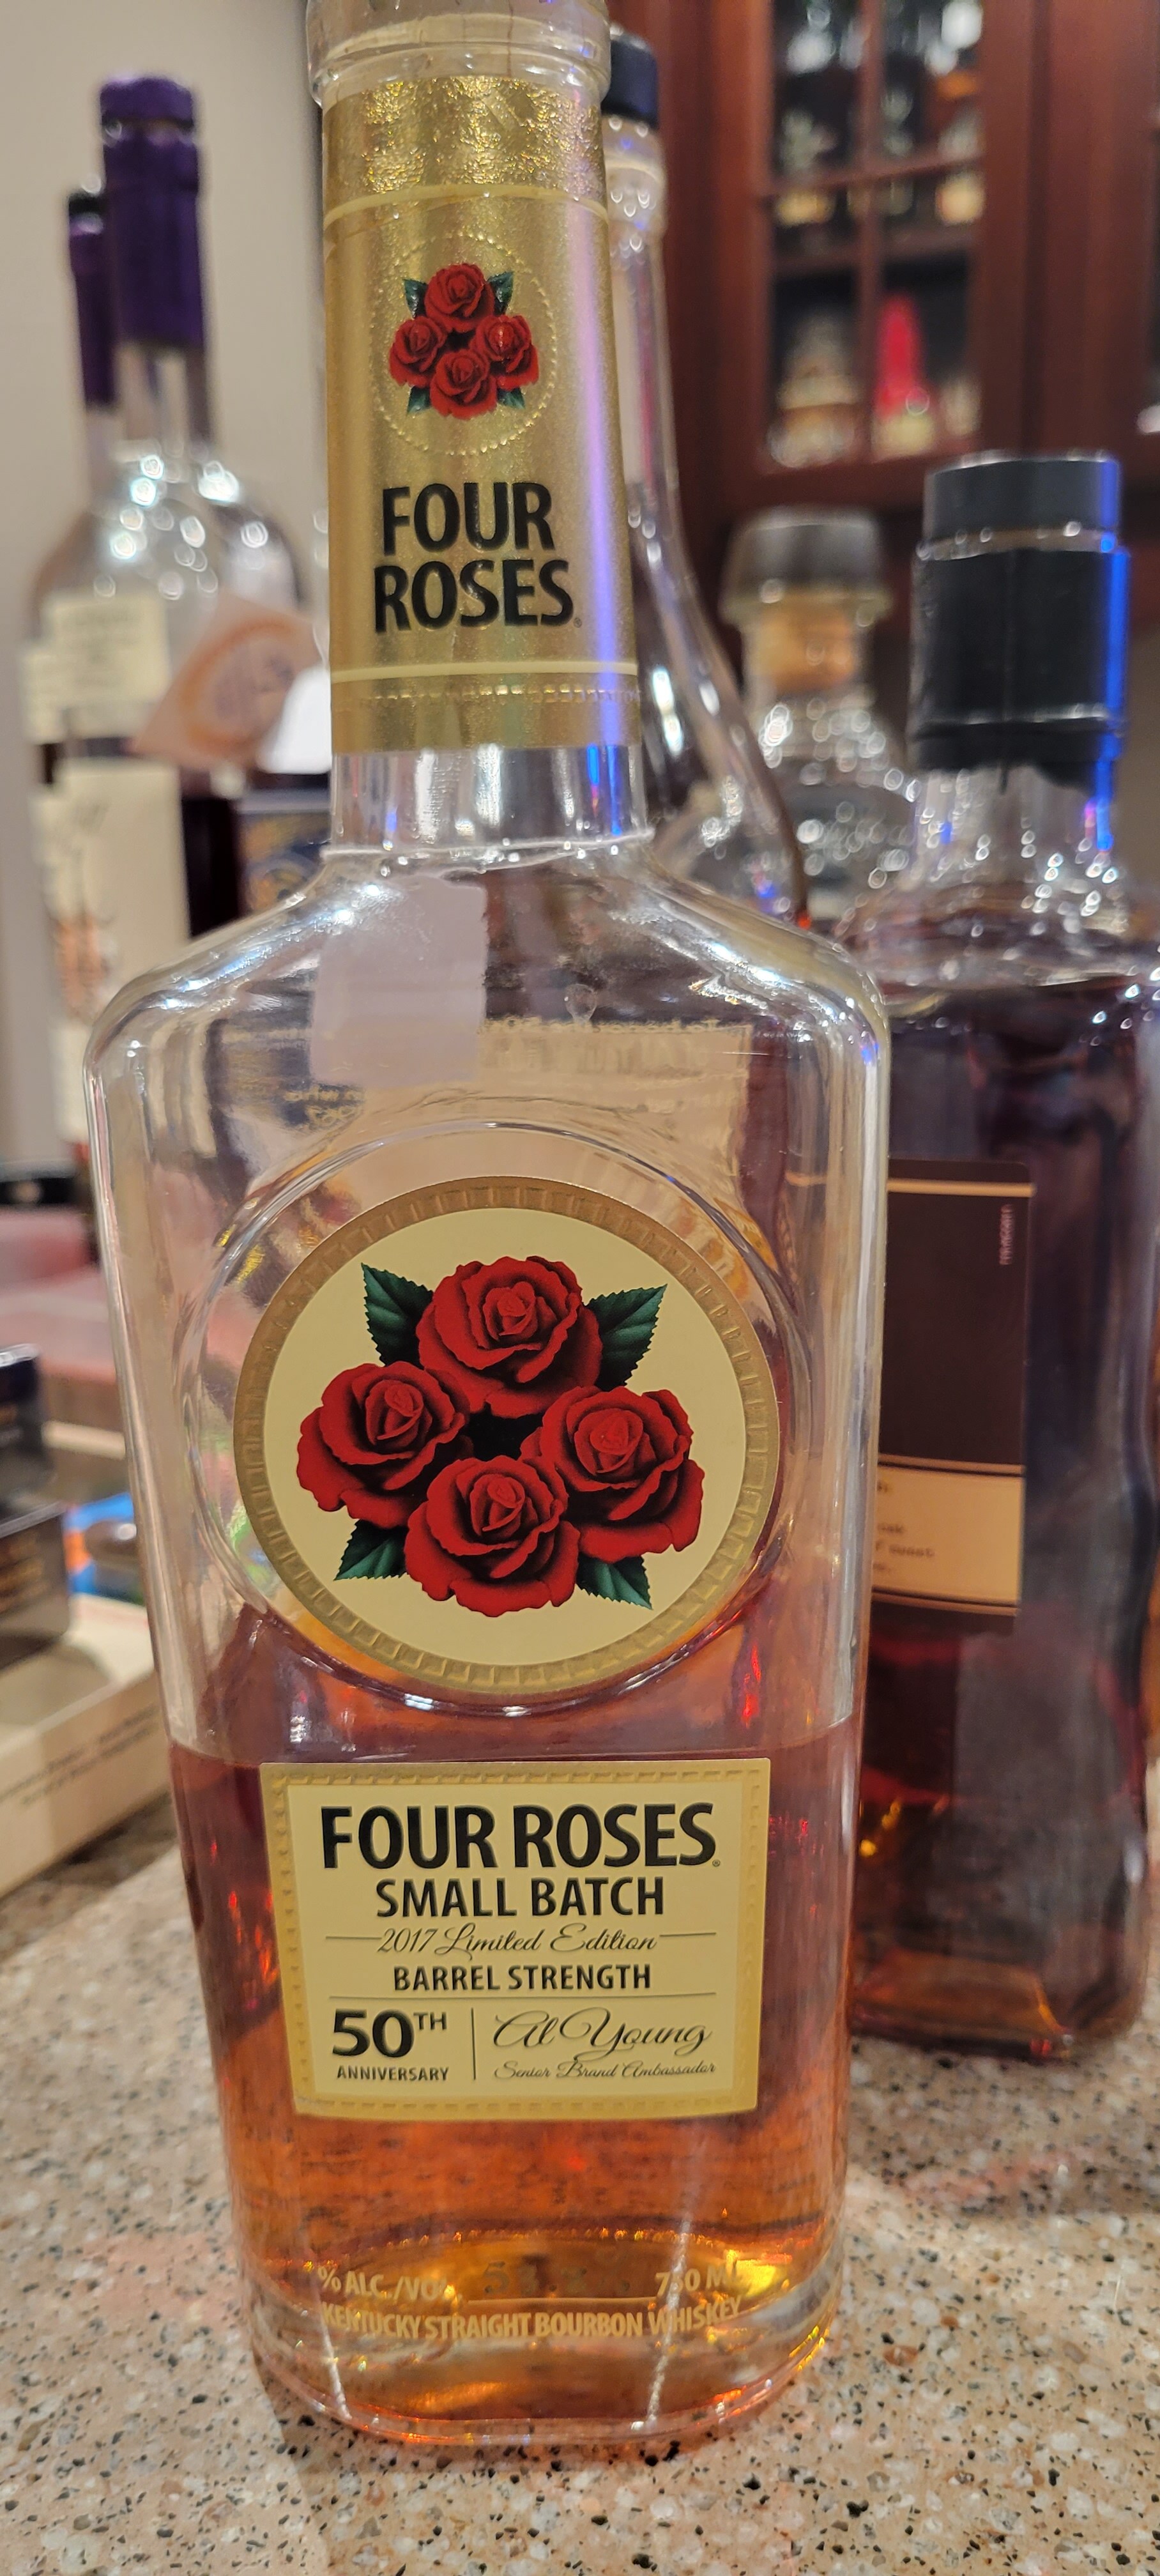 FOUR
ROSES
FOUR ROSES
SMALL BATCH
2017 Limited Edition
BARREL STRENGTH
50TH
ANNIVERSARY
Al Young
Senior Brand Ambassador
% ALC./VOL 750 ML
KENTUCKY STRAIGHT BOURBON WHISKEY